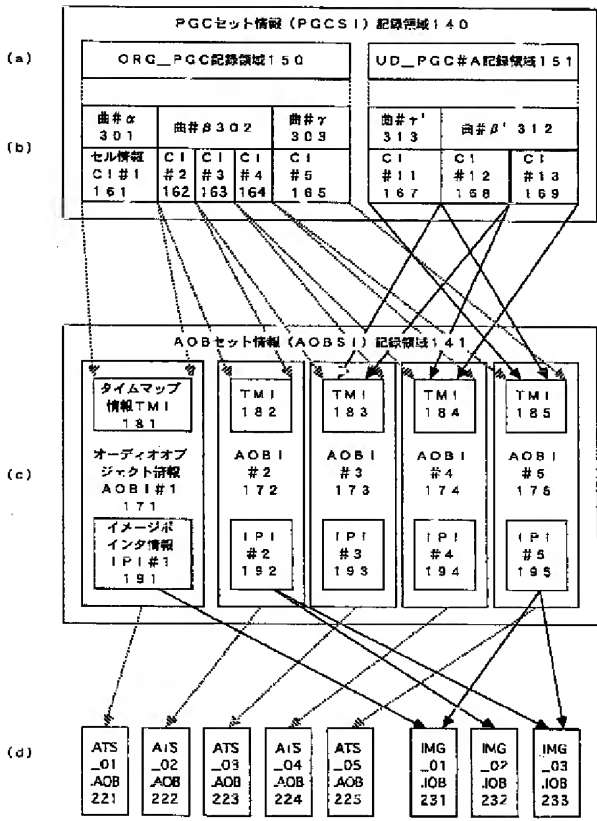 PGCセット情報(PGCSI)記録領域140
(a)
ORG__PGC記録領域150
UD__PGC#A記録領域151
(b)
曲#α
301
曲#β302
曲#γ
303
曲#γ'
313
曲#β'312
セル情報
CI#1
161
CI
#2
162
CI
#3
163
CI
#4
164
CI
#5
165
CI
#11
167
CI
#12
168
CI
#13
169
AOBセット情報(AOBSI)記録領域141
(c)
タイムマップ
情報TMI
181
TMI
182
TMI
183
TMI
184
TMI
185
オーディオオブ
ジェクト情報
AOBI#1
171
AOBI
#2
172
AOBI
#3
173
AOBI
#4
174
AOBI
#5
175
イメージポ
インタ情報
IPI#1
191
IPI
#2
192
IPI
#3
193
IPI
#4
194
IPI
#5
195
(d)
ATS
_01
.AOB
221
ATS
_02
.AOB
222
ATS
_03
.AOB
223
ATS
_04
.AOB
224
ATS
_05
.AOB
225
IMG
_01
.IOB
231
IMG
_02
.IOB
232
IMG
_03
.IOB
233